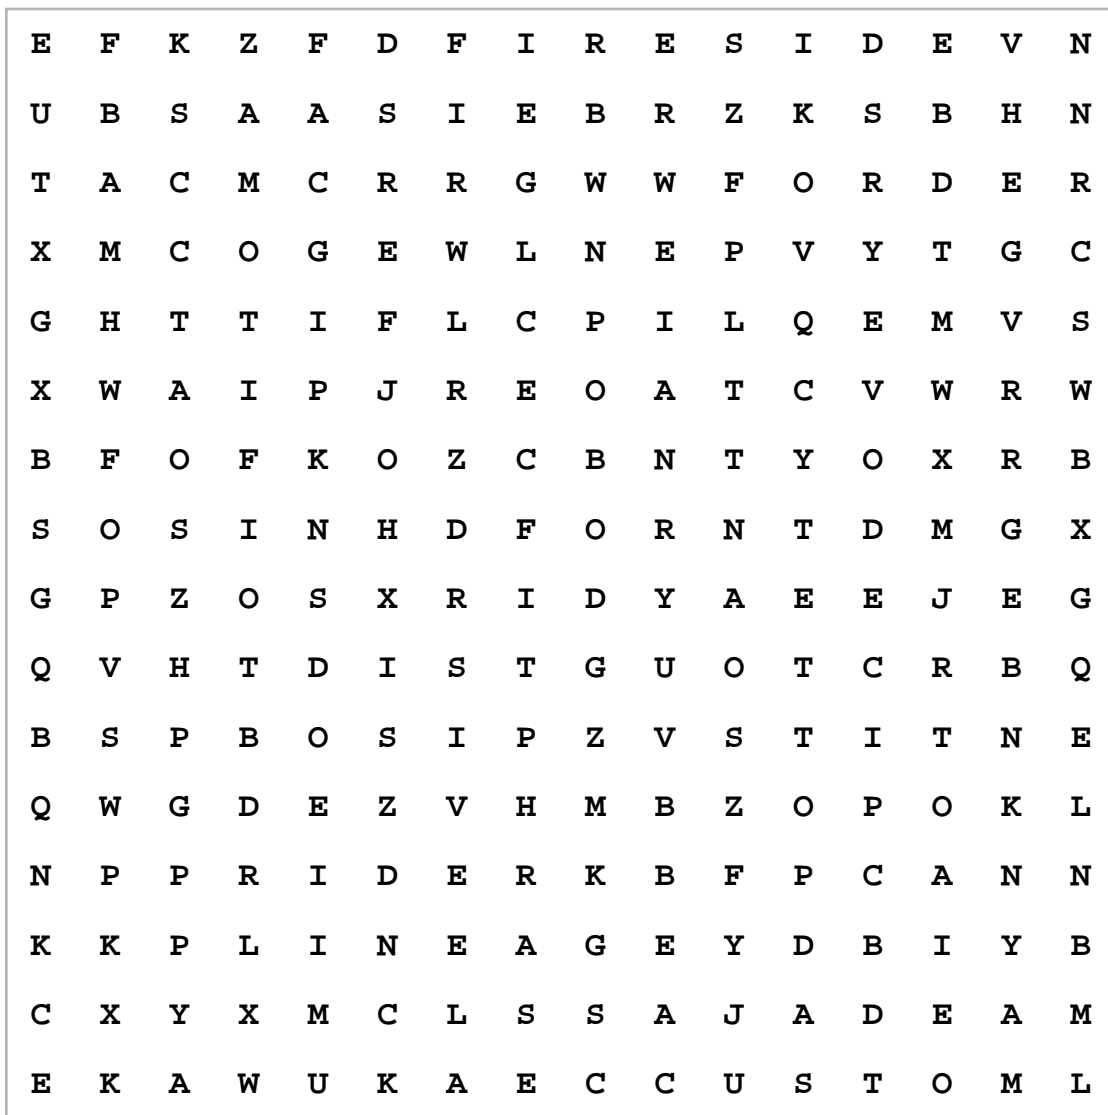 E F K Z F D F I R E S I D E V N
U B S A A S I E B R Z K S B H N
T A C M C R R G W W F O R D E R
X M C O G E W L N E P V Y T G C
G H T T I F L C P I L Q E M V S
X W A I P J R E O A T C V W R W
B F O F K O Z C B N T Y O X R B
S O S I N H D F O R N T D M G X
G P Z O S X R I D Y A E E J E G
Q V H T D I S T G U O T C R B Q
B S P B O S I P Z V S T I T N E
Q W G D E Z V H M B Z O P O K L
N P P R I D E R K B F P C A N N
K K P L I N E A G E Y D B I Y B
C X Y X M C L S S A J A D E A M
E K A W U K A E C C U S T O M L